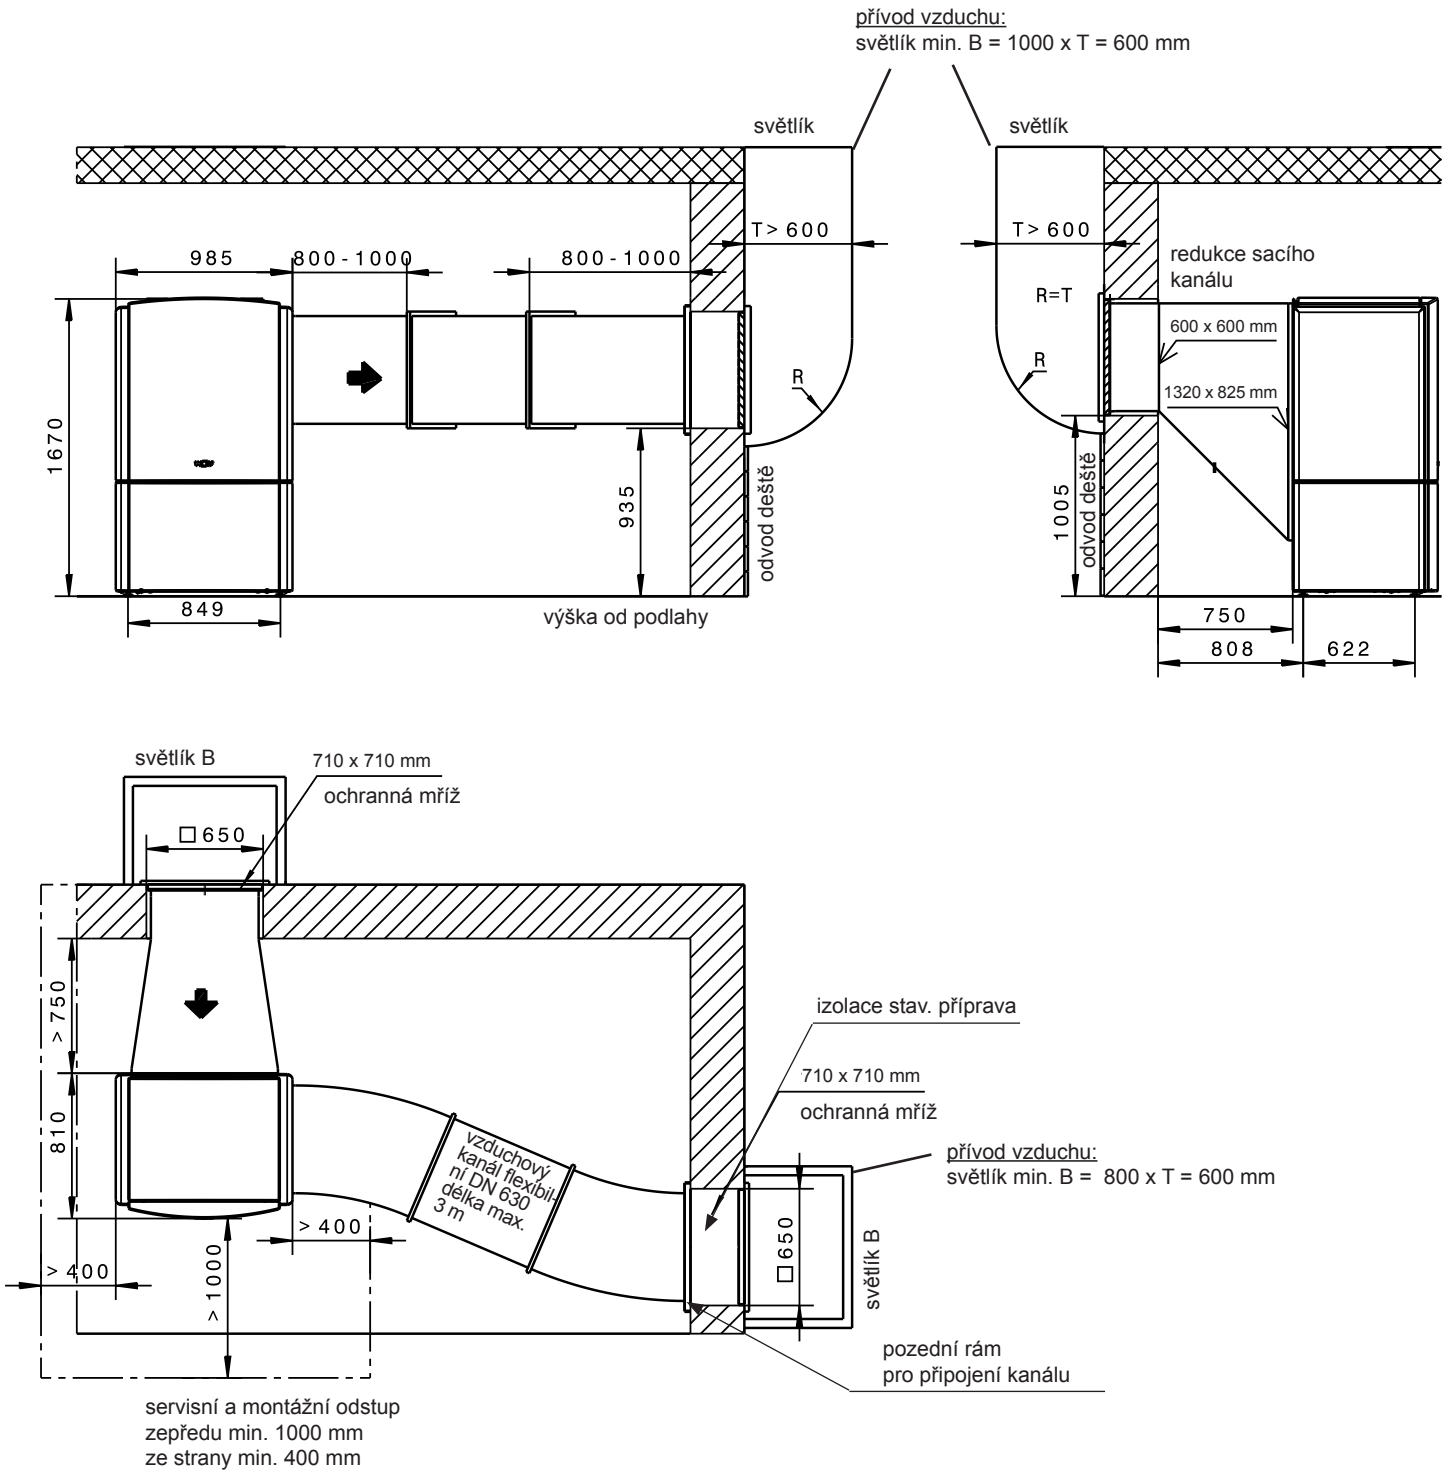 přívod vzduchu:
světlík min. B = 1000 x T = 600 mm
světlík
světlík
T> 600
T> 600
985
800-1000
800-1000
redukce sacího
kanálu
R=T
600 x 600 mm
R
R
1320 x 825 mm
1670
935
odvod deště
1005
odvod deště
849
výška od podlahy
750
808
622
světlík B
710 x 710 mm
ochranná mříž
□ 650
> 750
izolace stav. příprava
710 x 710 mm
ochranná mříž
810
vzduchový
kanál flexibil-
ní DN 630
délka max.
3 m
přívod vzduchu:
světlík min. B = 800 x T = 600 mm
> 400
□ 650
světlík B
> 400
> 1000
pozední rám
pro připojení kanálu
servisní a montážní odstup
zepředu min. 1000 mm
ze strany min. 400 mm